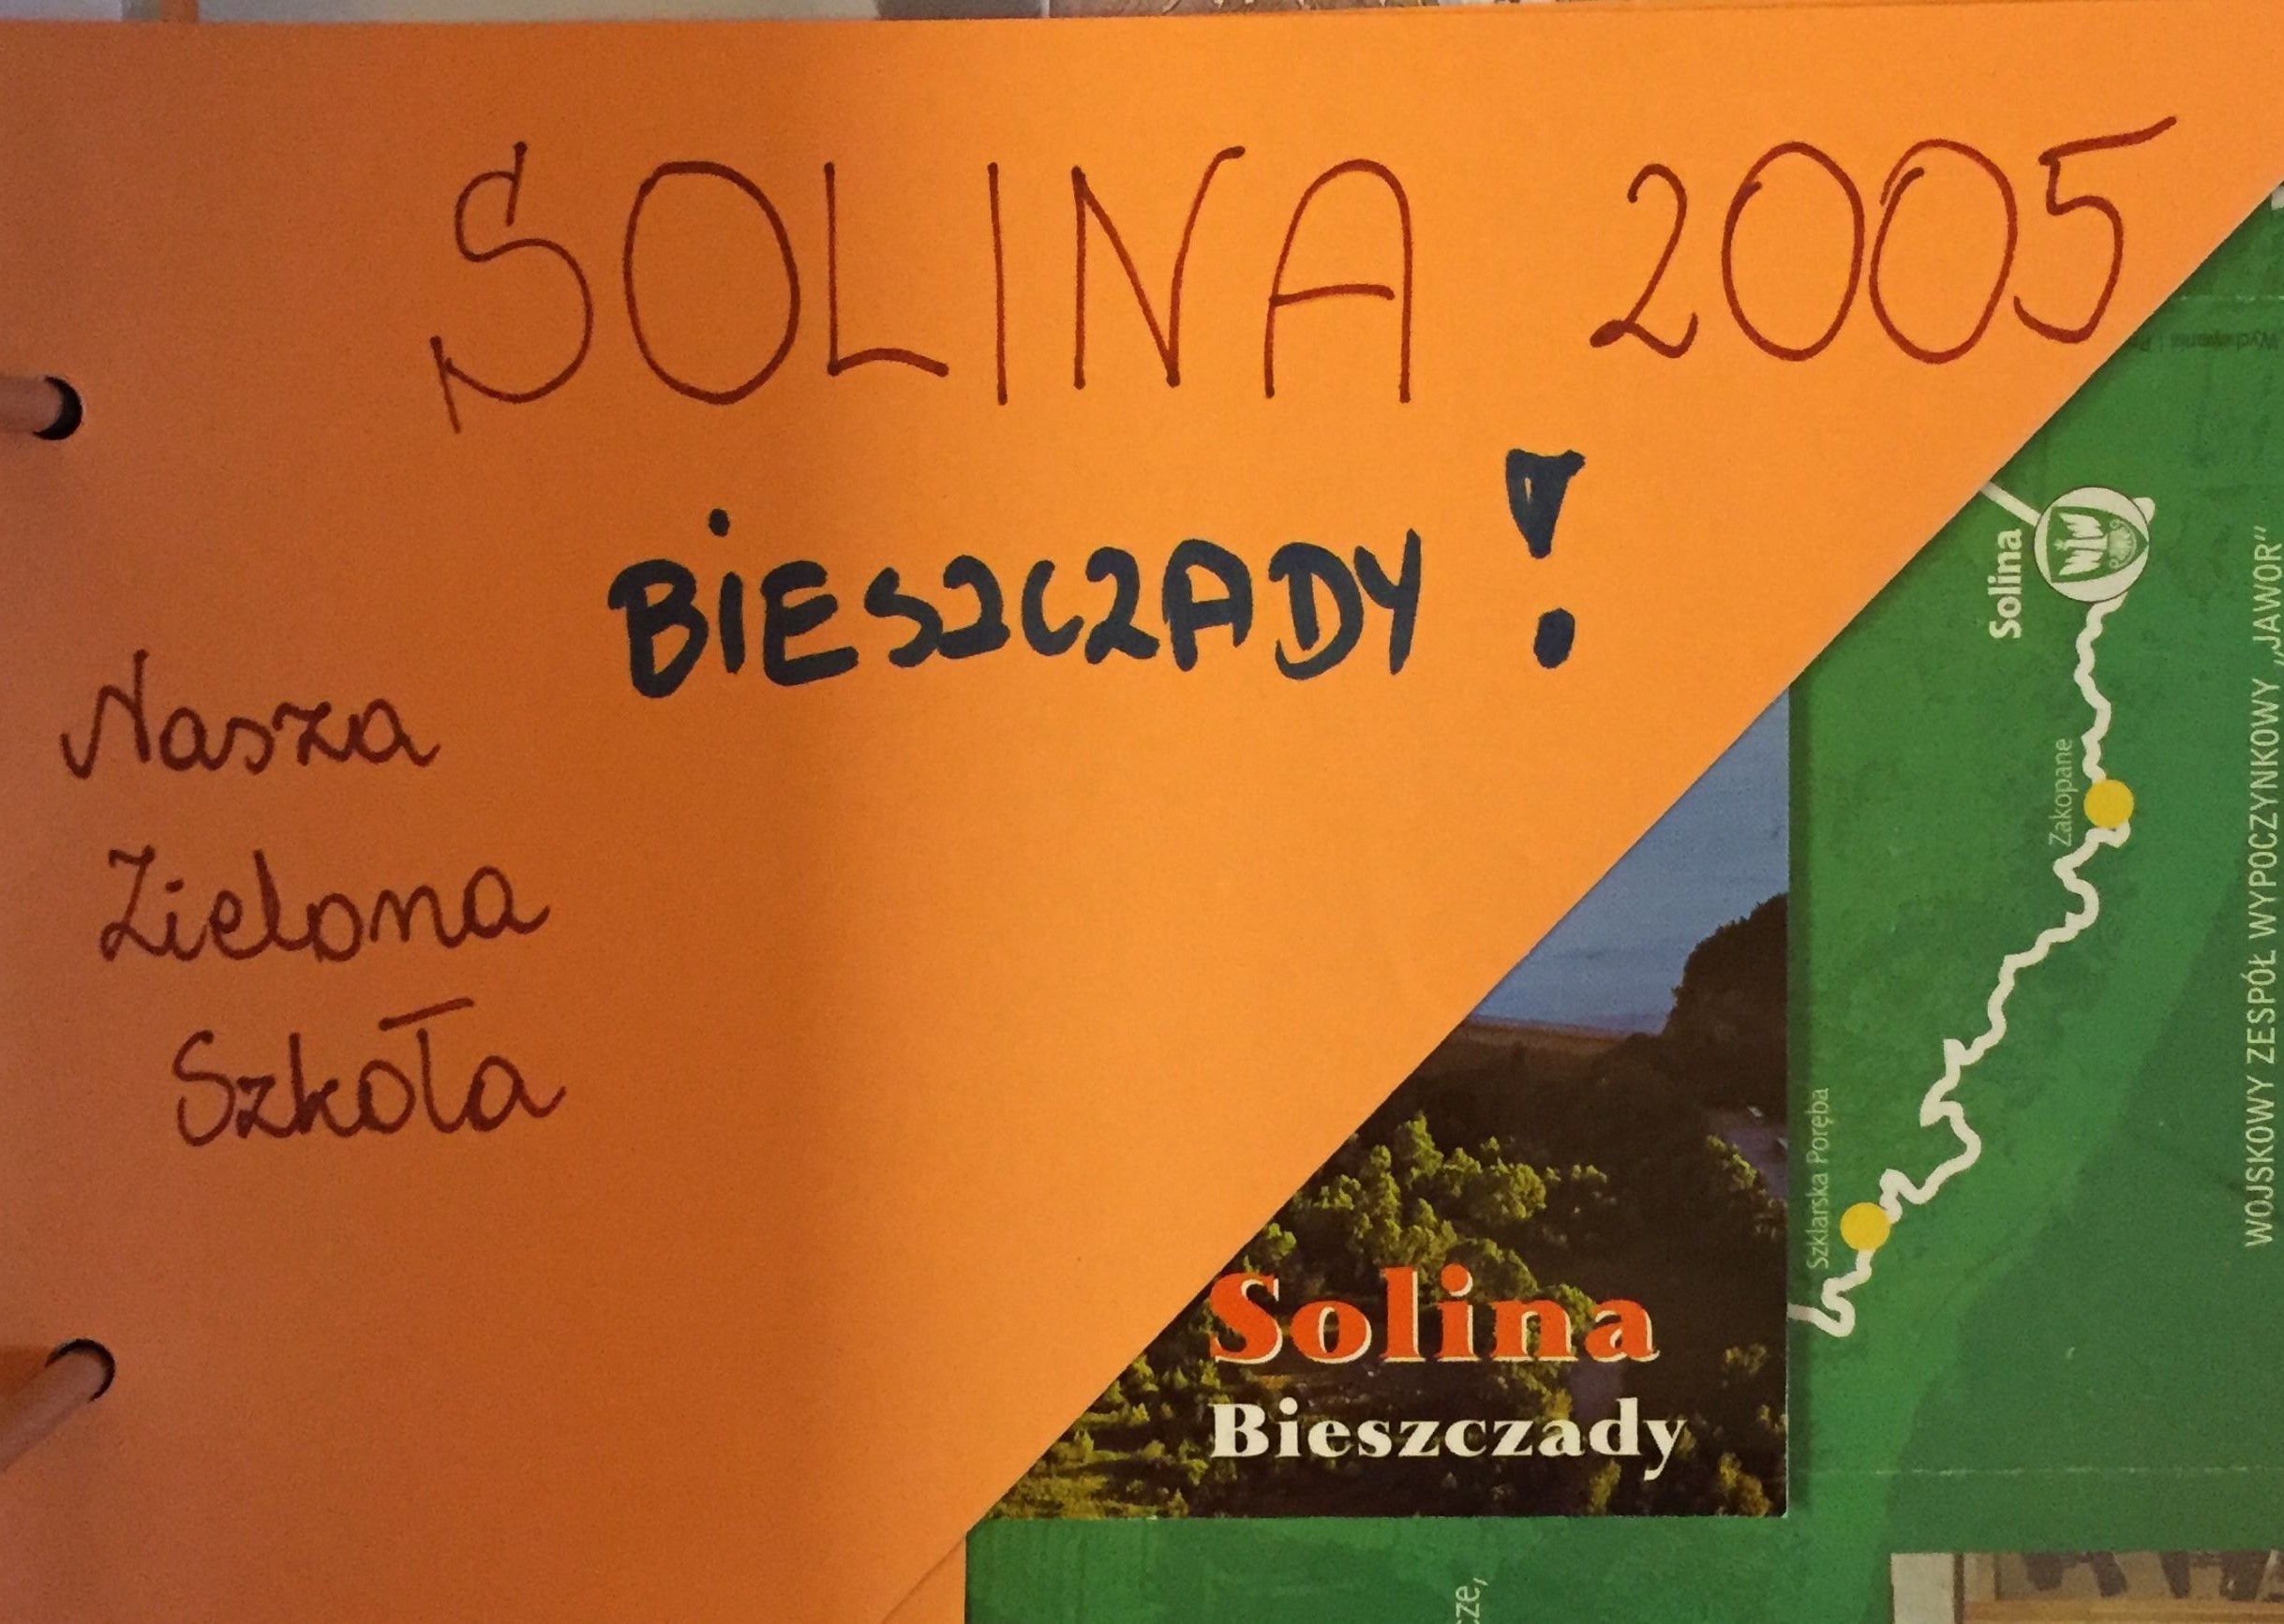 SOLINA 2005
BIESZCZADY!
Nasza
Zielona
Szkoła
Solina
Zakopane
Szklarska Poręba
WOJSKOWY ZESPÓŁ WYPOCZYNKOWY „JAWOR”
Solina
Bieszczady